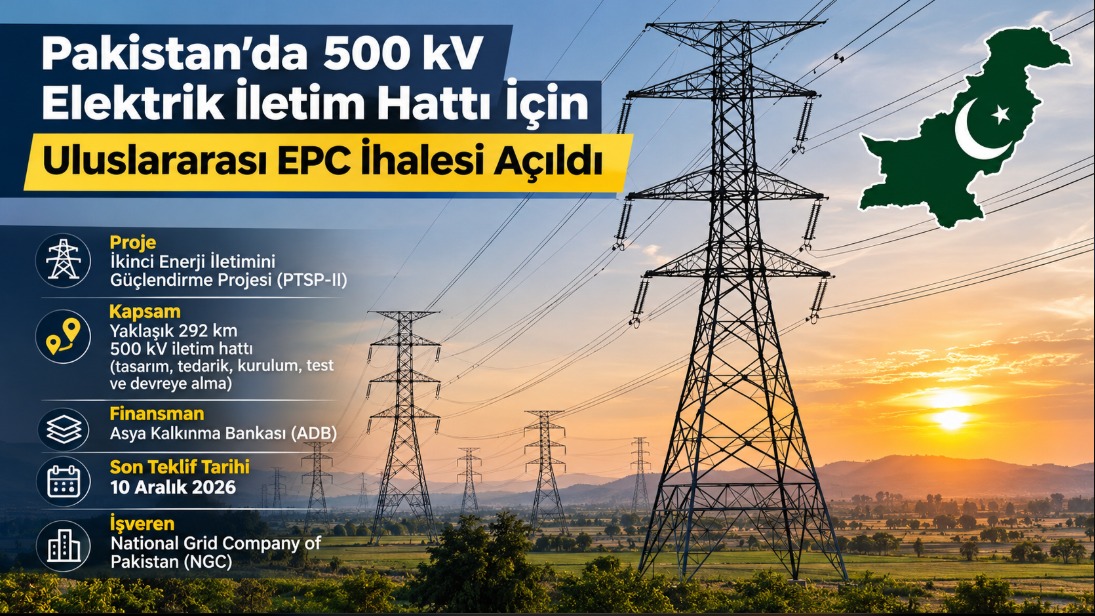 Pakistan'da 500 kV
Elektrik İletim Hattı İçin
Uluslararası EPC İhalesi Açıldı
Proje
İkinci Enerji İletimini
Güçlendirme Projesi (PTSP-II)
Kapsam
Yaklaşık 292 km
500 kV iletim hattı
(tasarım, tedarik, kurulum, test
ve devreye alma)
Finansman
Asya Kalkınma Bankası (ADB)
Son Teklif Tarihi
10 Aralık 2026
İşveren
National Grid Company of
Pakistan (NGC)